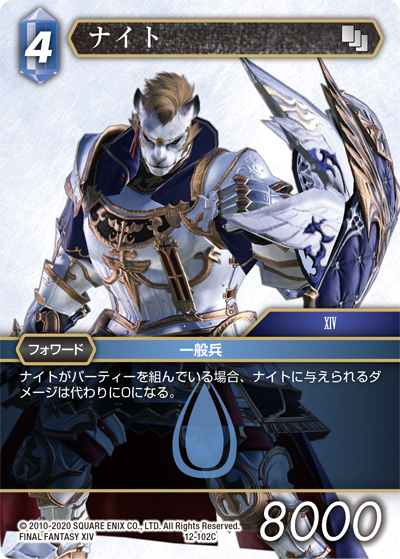 4
ナイト
XIV
フォワード
一般兵
ナイトがパーティーを組んでいる場合、ナイトに与えられるダ
メージは代わりに0になる。
© 2010-2020 SQUARE ENIX CO., LTD. All Rights Reserved.
FINAL FANTASY XIV
12-102C
8000